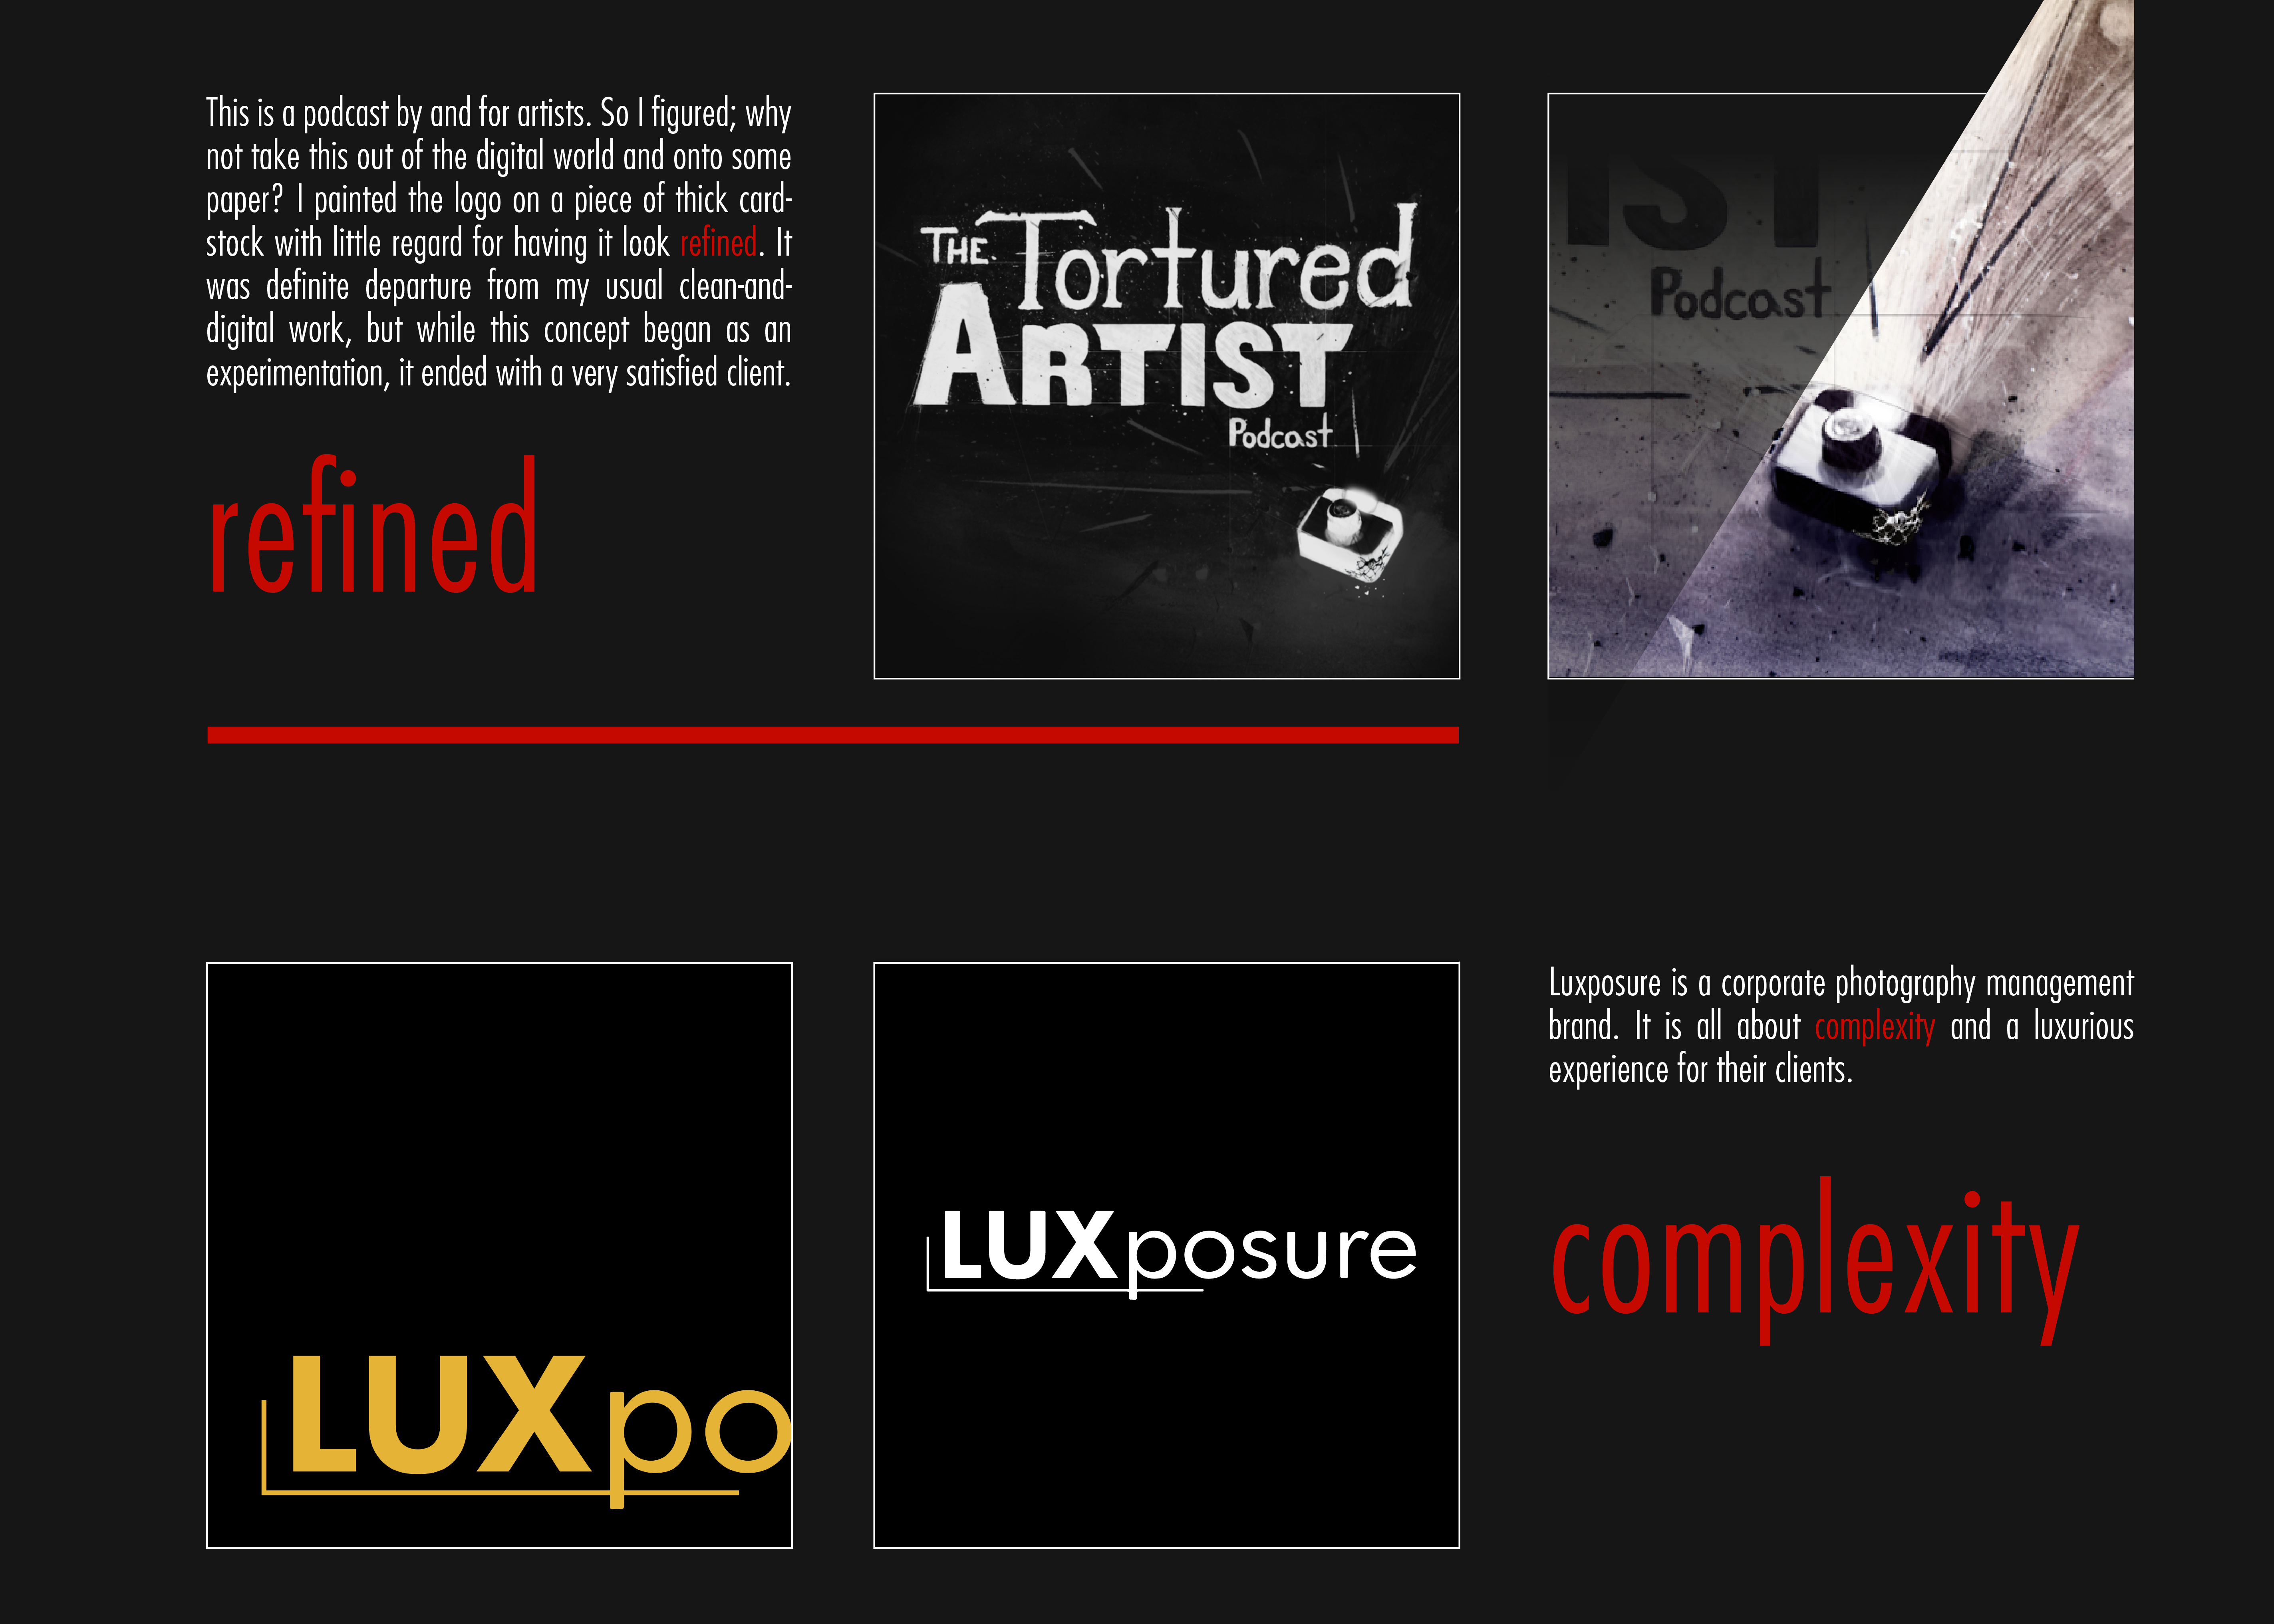 This is a podcast by and for artists. So I figured; why
not take this out of the digital world and onto some
paper? I painted the logo on a piece of thick card-
stock with little regard for having it look refined. It
was definite departure from my usual clean-and-
digital work, but while this concept began as an
experimentation, it ended with a very satisfied client.
refined
THE Tortured
ARTIST
Podcast
IST
Podcast
LUXpo
LUXposure
Luxposure is a corporate photography management
brand. It is all about complexity and a luxurious
experience for their clients.
complexity